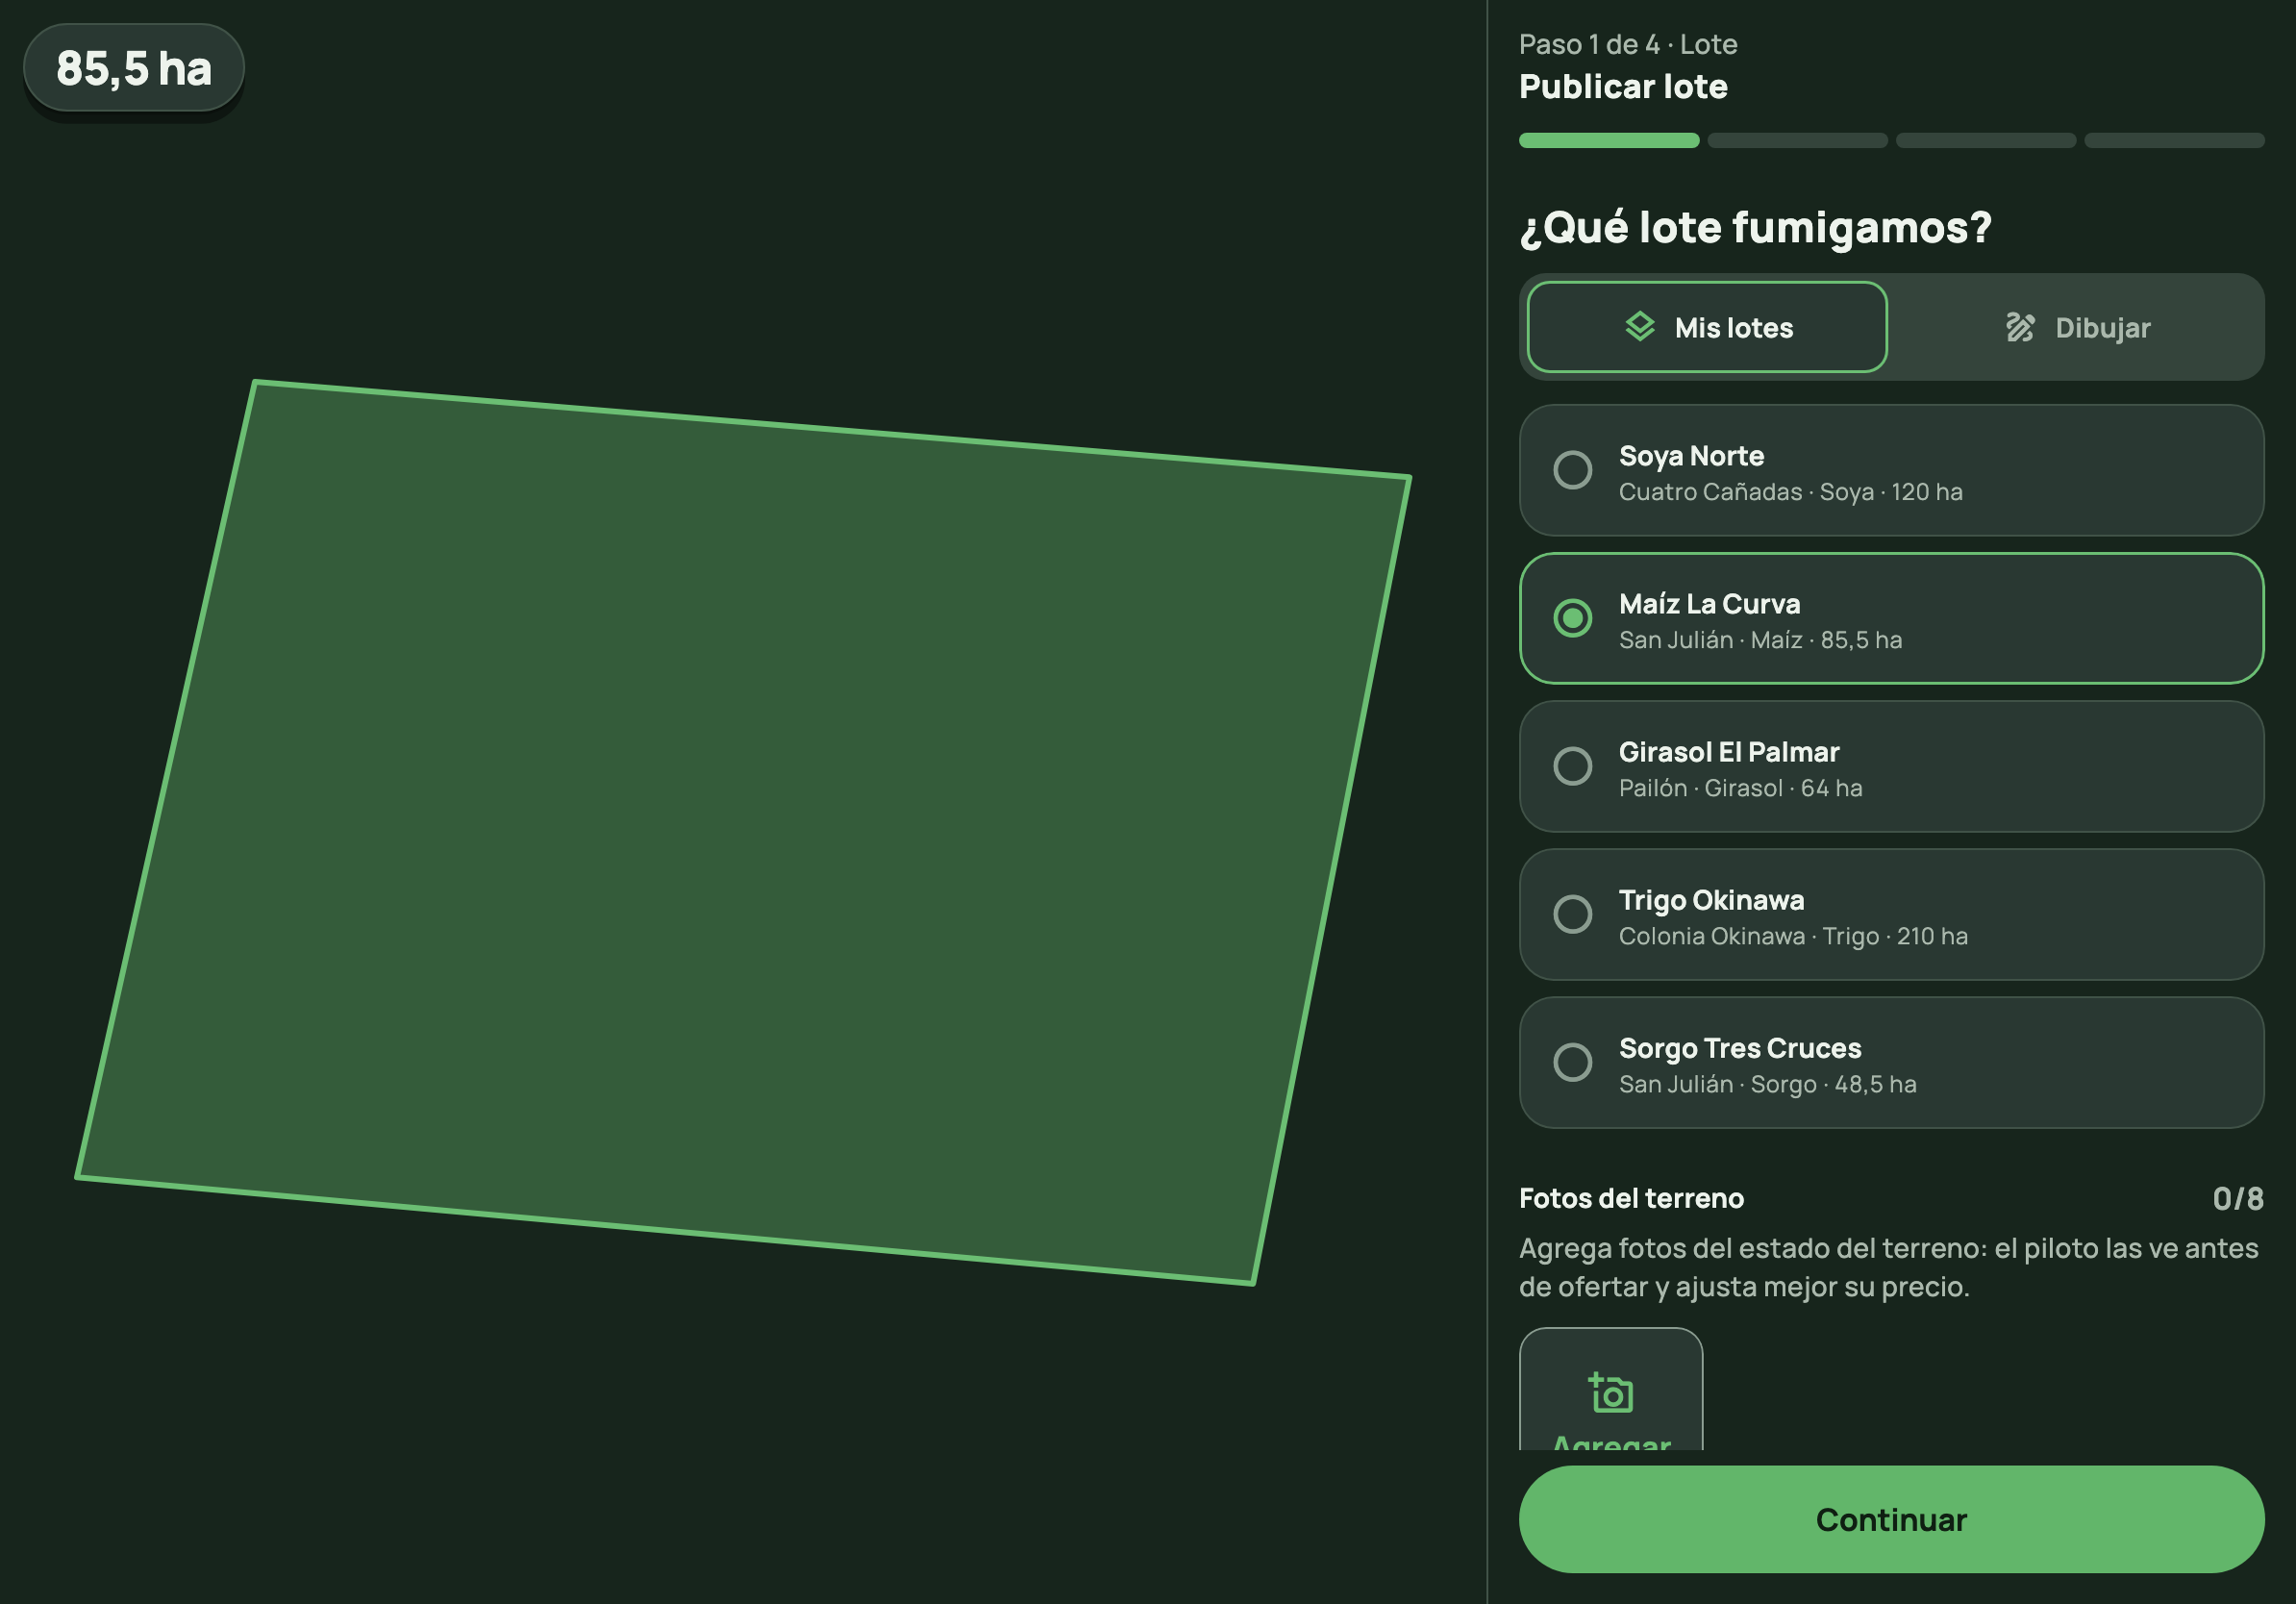 85,5 ha
Paso 1 de 4 · Lote
Publicar lote
¿Qué lote fumigamos?
Mis lotes
Dibujar
Soya Norte
Cuatro Cañadas · Soya · 120 ha
Maíz La Curva
San Julián · Maíz · 85,5 ha
Girasol El Palmar
Pailón · Girasol · 64 ha
Trigo Okinawa
Colonia Okinawa · Trigo · 210 ha
Sorgo Tres Cruces
San Julián · Sorgo · 48,5 ha
Fotos del terreno
0/8
Agrega fotos del estado del terreno: el piloto las ve antes
de ofertar y ajusta mejor su precio.
Agregar
Continuar